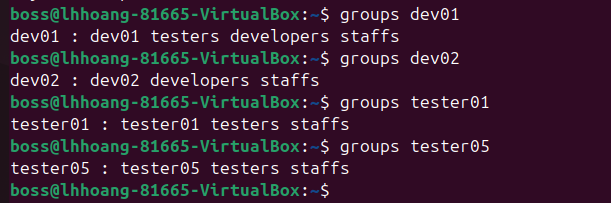 boss@lhhoang-81665-VirtualBox:~$ groups dev01
dev01 : dev01 testers developers staffs
boss@lhhoang-81665-VirtualBox:~$ groups dev02
dev02 : dev02 developers staffs
boss@lhhoang-81665-VirtualBox:~$ groups tester01
tester01 : tester01 testers staffs
boss@lhhoang-81665-VirtualBox:~$ groups tester05
tester05 : tester05 testers staffs
boss@lhhoang-81665-VirtualBox:~$